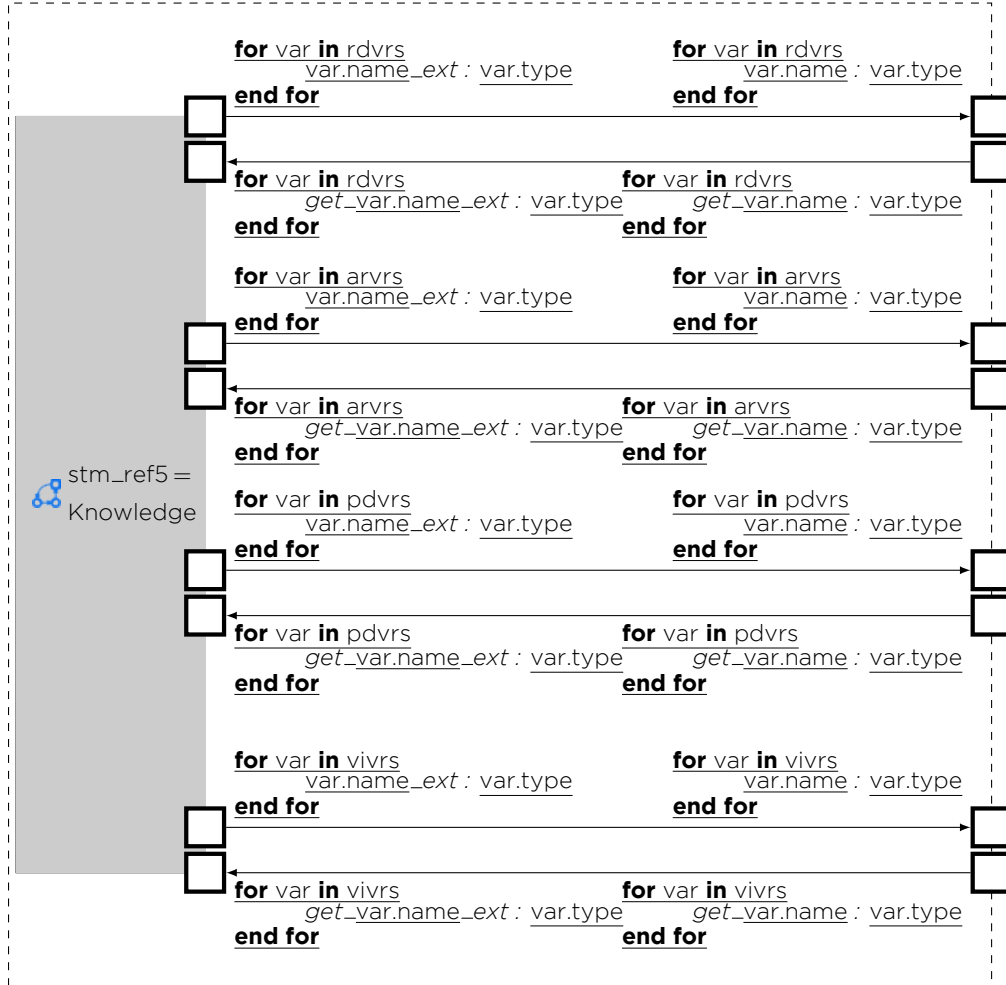 for var in rdvrs
var.name_ext : var.type
end for
for var in rdvrs
var.name : var.type
end for
for var in rdvrs
get_var.name_ext : var.type
end for
for var in rdvrs
get_var.name : var.type
end for
for var in arvrs
var.name_ext : var.type
end for
for var in arvrs
var.name : var.type
end for
for var in arvrs
get_var.name_ext : var.type
end for
for var in arvrs
get_var.name : var.type
end for
stm_ref5 =
Knowledge
for var in pdvrs
var.name_ext : var.type
end for
for var in pdvrs
var.name : var.type
end for
for var in pdvrs
get_var.name_ext : var.type
end for
for var in pdvrs
get_var.name : var.type
end for
for var in vivrs
var.name_ext : var.type
end for
for var in vivrs
var.name : var.type
end for
for var in vivrs
get_var.name_ext : var.type
end for
for var in vivrs
get_var.name : var.type
end for